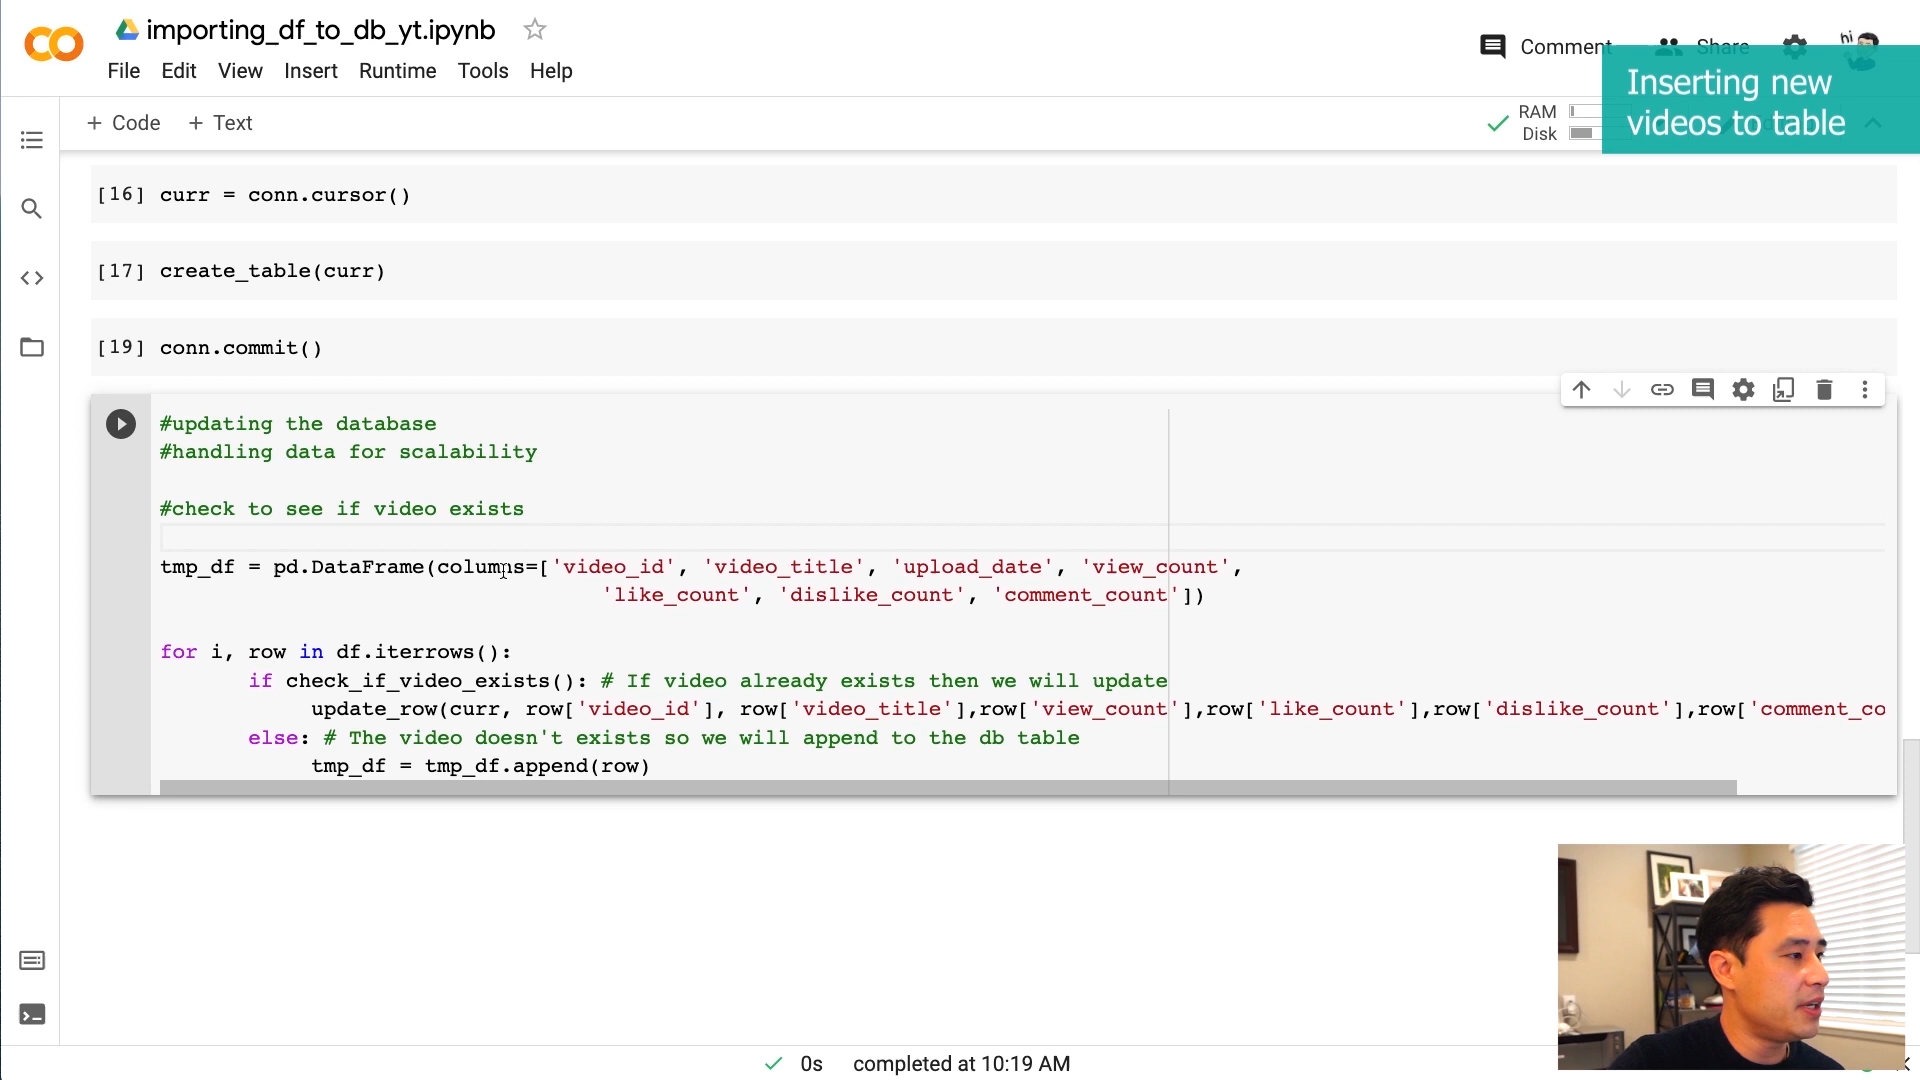 importing_df_to_db_yt.ipynb
File Edit View Insert Runtime Tools Help
Comment
Share
hi
Inserting new
videos to table
+ Code + Text
RAM
Disk
[16] curr = conn.cursor()
[17] create_table(curr)
[19] conn.commit()
#updating the database
#handling data for scalability
#check to see if video exists
tmp_df = pd.DataFrame(columns=['video_id', 'video_title', 'upload_date', 'view_count',
'like_count', 'dislike_count', 'comment_count'])
for i, row in df.iterrows():
if check_if_video_exists(): # If video already exists then we will update
update_row(curr, row['video_id'], row['video_title'],row['view_count'],row['like_count'],row['dislike_count'],row['comment_co
else: # The video doesn't exists so we will append to the db table
tmp_df = tmp_df.append(row)
0s completed at 10:19 AM